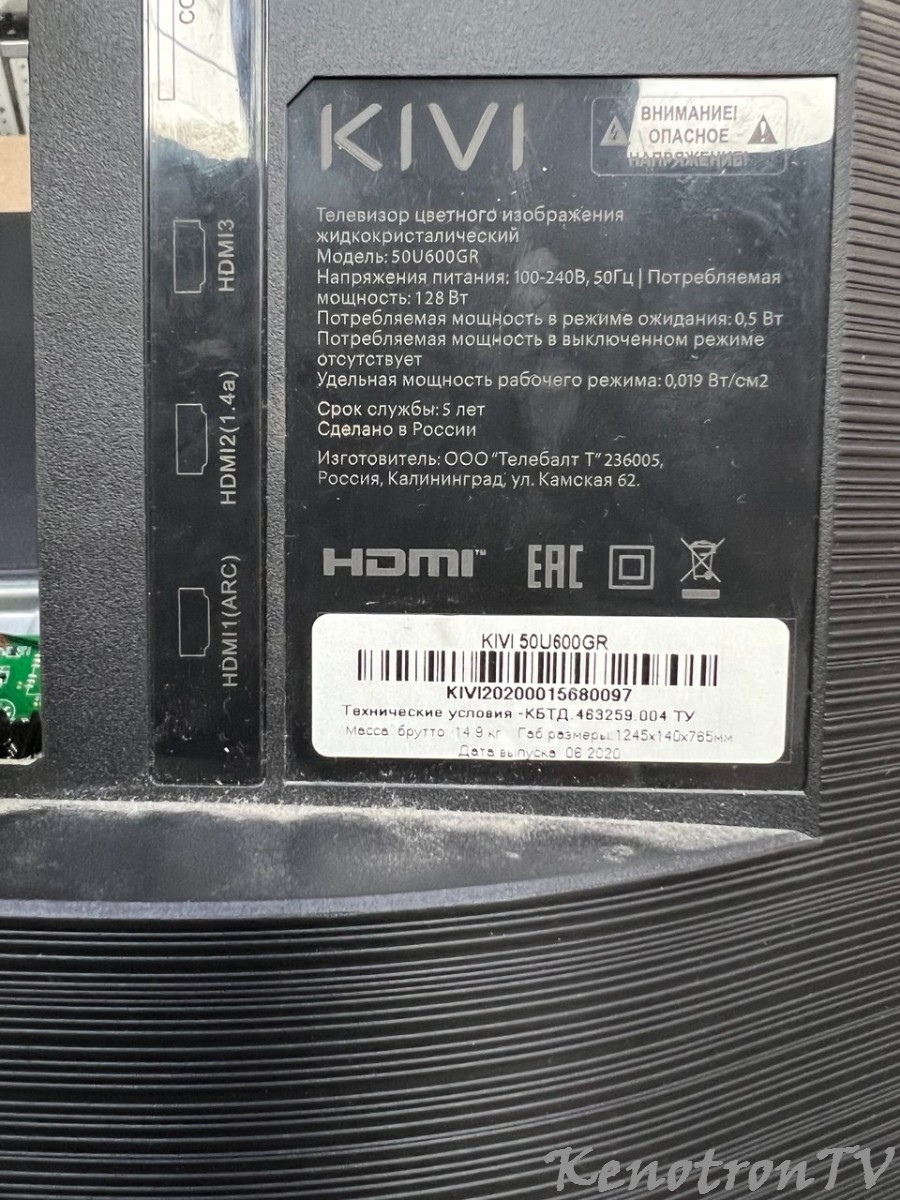 CO
HDMI3
HDMI2(1.4a)
HDMI1(ARC)
KIVI
ВНИМАНИЕ!
ОПАСНОЕ
НАПРЯЖЕНИЕ!
Телевизор цветного изображения
жидкокристалический
Модель: 50U600GR
Напряжения питания: 100-240В, 50Гц | Потребляемая
мощность: 128 Вт
Потребляемая мощность в режиме ожидания: 0,5 Вт
Потребляемая мощность в выключенном режиме
отсутствует
Удельная мощность рабочего режима: 0,019 Вт/см2
Срок службы: 5 лет
Сделано в России
Изготовитель: ООО "Телебалт Т" 236005,
Россия, Калининград, ул. Камская 62.
HDMI™ EAC
KIVI 50U600GR
KIVI20200015680097
Технические условия -КБТД.463259.004 ТУ
Масса брутто -14.9 кг Габ размеры: 1245x140x765мм
Дата выпуска: 06 2020
KenotronTV